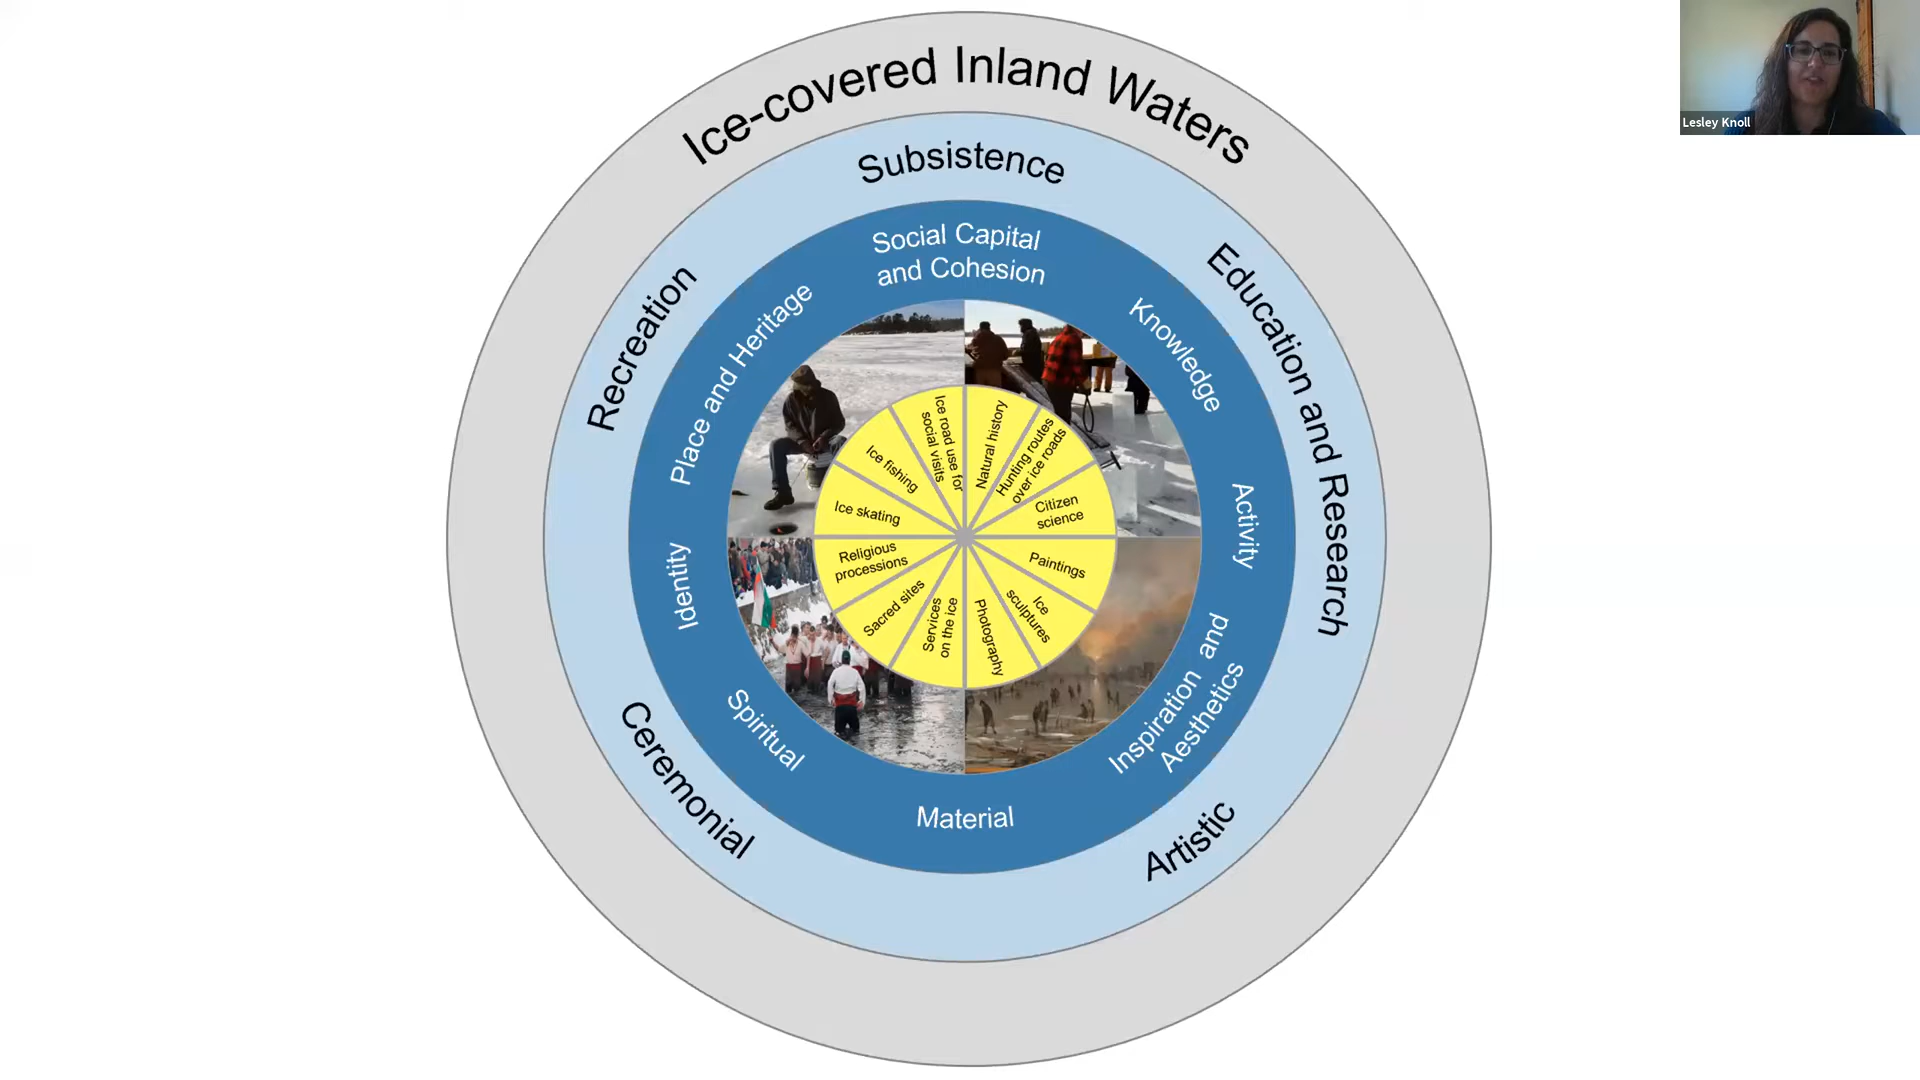 Ice-covered Inland Waters
Subsistence
Recreation
Education and Research
Ceremonial
Artistic
Social Capital
and Cohesion
Place and Heritage
Knowledge
Identity
Activity
Spiritual
Inspiration and
Aesthetics
Material
Ice road use for
social visits
Natural history
Hunting routes
over ice roads
Ice fishing
Citizen
science
Ice skating
Religious
processions
Paintings
Sacred sites
Ice
sculptures
Services
on the ice
Photography
Lesley Knoll